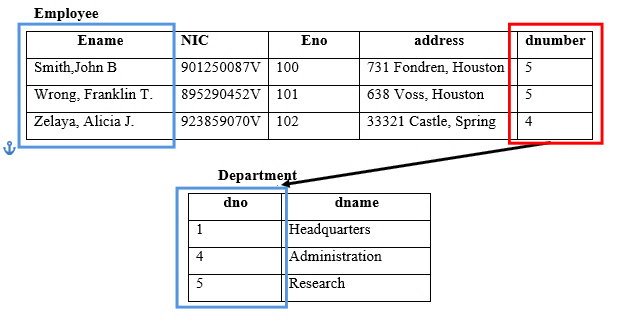 Employee
Ename NIC Eno address dnumber
Smith,John B 901250087V 100 731 Fondren, Houston 5
Wrong, Franklin T. 895290452V 101 638 Voss, Houston 5
Zelaya, Alicia J. 923859070V 102 33321 Castle, Spring 4
Department
dno dname
1 Headquarters
4 Administration
5 Research